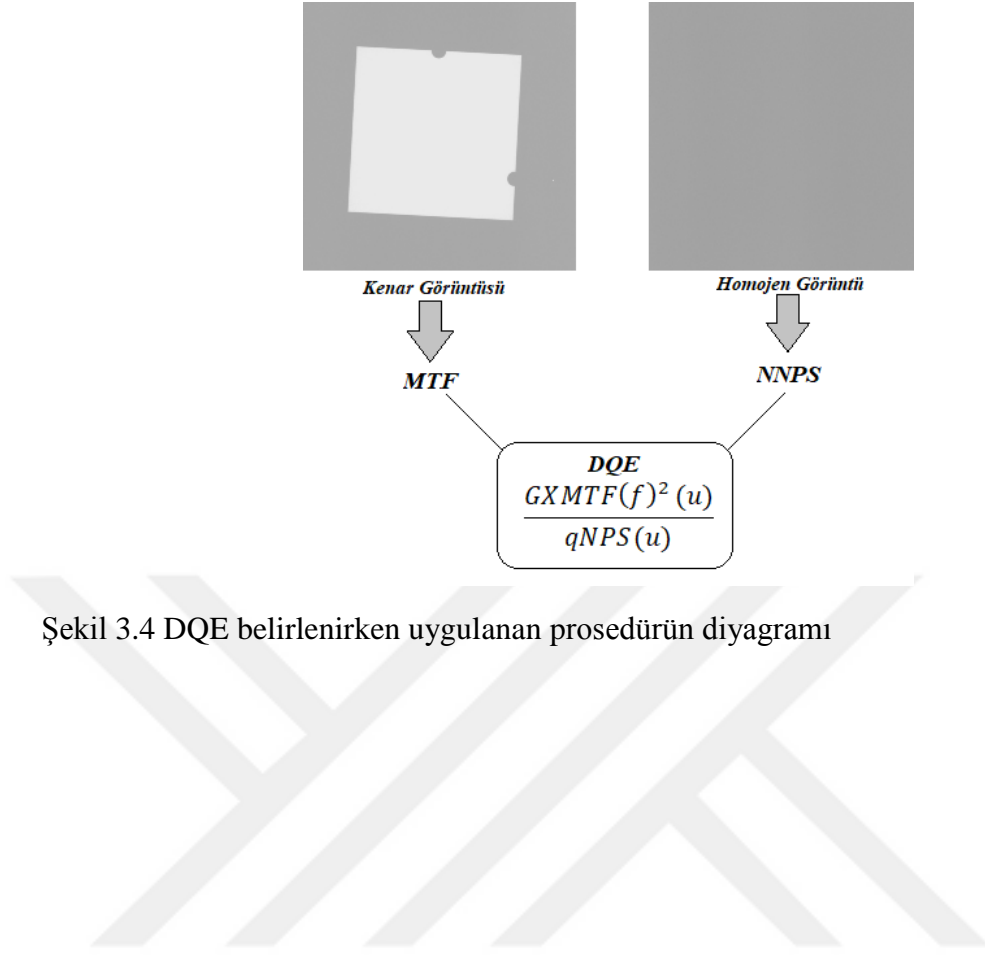 Kenar Görüntüsü
Homojen Görüntü
MTF
NNPS
DQE
GXMTF(f)² (u)
qNPS(u)
Şekil 3.4 DQE belirlenirken uygulanan prosedürün diyagramı